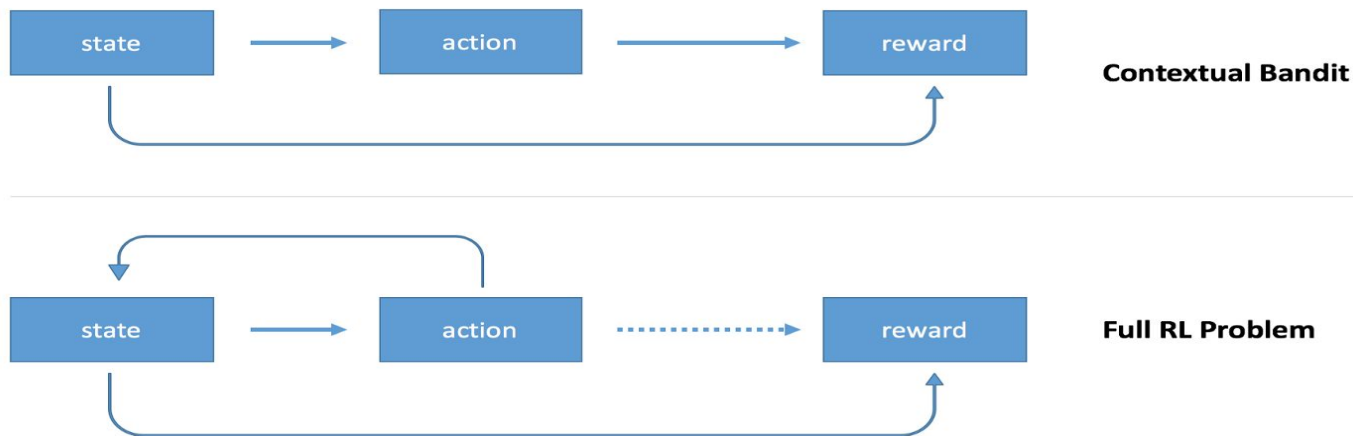 state
action
reward
Contextual Bandit
state
action
reward
Full RL Problem